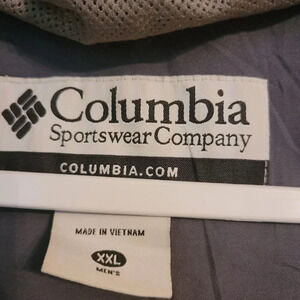 Columbia
Sportswear Company
COLUMBIA.COM
MADE IN VIETNAM
XXL
MEN'S